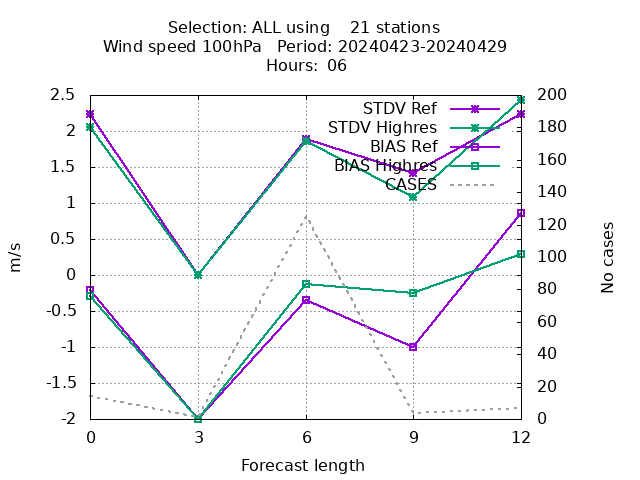 Selection: ALL using    21 stations
Wind speed 100hPa   Period: 20240423-20240429
Hours: 06
STDV Ref
STDV Highres
BIAS Ref
BIAS Highres
CASES
2.5
2
1.5
1
0.5
0
-0.5
-1
-1.5
-2
m/s
200
180
160
140
120
100
80
60
40
20
0
No cases
0 3 6 9 12
Forecast length